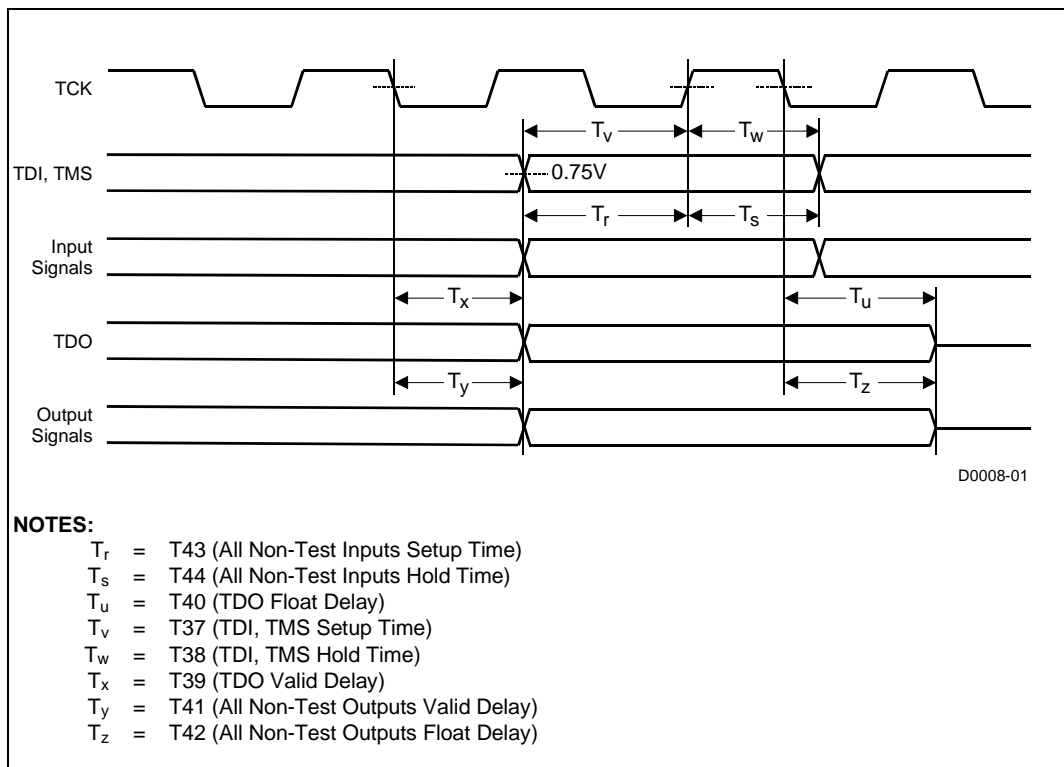 TCK
Tv
Tw
TDI, TMS
0.75V
Tr
Ts
Input
Signals
Tx
Tu
TDO
Ty
Tz
Output
Signals
D0008-01
NOTES:
Tr = T43 (All Non-Test Inputs Setup Time)
Ts = T44 (All Non-Test Inputs Hold Time)
Tu = T40 (TDO Float Delay)
Tv = T37 (TDI, TMS Setup Time)
Tw = T38 (TDI, TMS Hold Time)
Tx = T39 (TDO Valid Delay)
Ty = T41 (All Non-Test Outputs Valid Delay)
Tz = T42 (All Non-Test Outputs Float Delay)